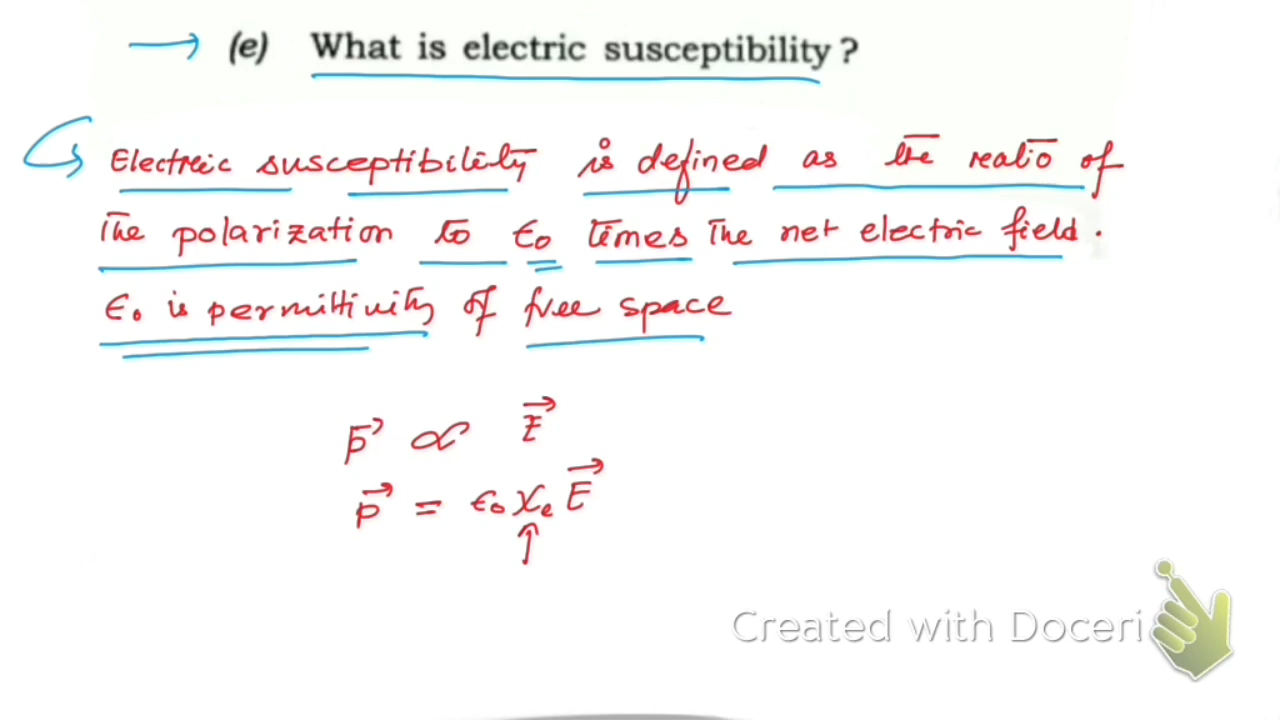 (e) What is electric susceptibility ?
Electric susceptibility is defined as the ratio of
The polarization to ϵ₀ times The net electric field.
ϵ₀ is permittivity of free space
P⃗ ∝ E⃗
P⃗ = ϵ₀ χₑ E⃗
Created with Doceri